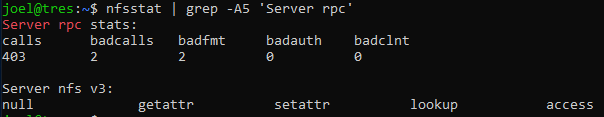 joel@tres:~$ nfsstat | grep -A5 'Server rpc'
Server rpc stats:
calls badcalls badfmt badauth badclnt
403 2 2 0 0
Server nfs v3:
null getattr setattr lookup access